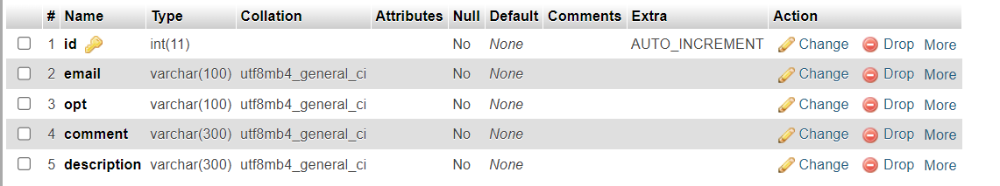 # Name Type Collation Attributes Null Default Comments Extra Action
1 id int(11) No None AUTO_INCREMENT Change Drop More
2 email varchar(100) utf8mb4_general_ci No None Change Drop More
3 opt varchar(100) utf8mb4_general_ci No None Change Drop More
4 comment varchar(300) utf8mb4_general_ci No None Change Drop More
5 description varchar(300) utf8mb4_general_ci No None Change Drop More